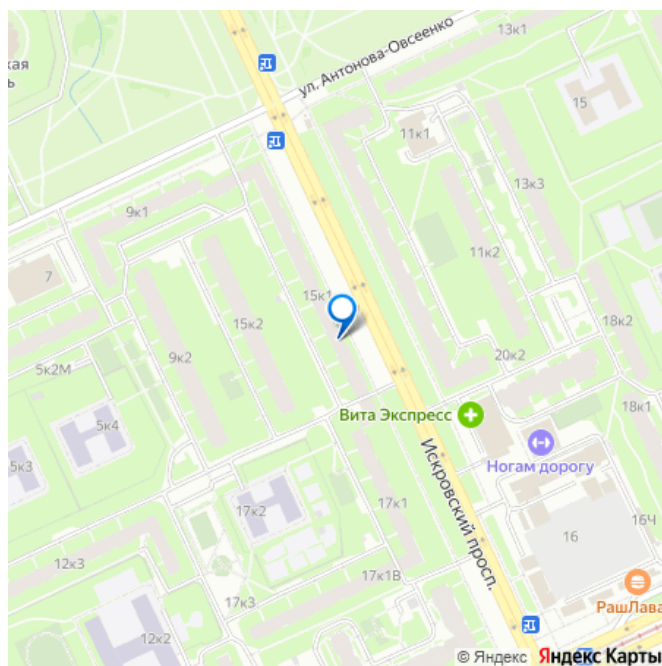 13к1
ул. Антонова-Овсеенко
кая
ь
15
11к1
13к3
9к1
11к2
7
15к1
15к2
18к2
9к2
20к2
5к2М
18к1
Вита Экспресс
5к4
Искровский просп.
Ногам дорогу
5к3
17к1
17к2
16Ч
16
12к3
17к1В
РашЛава
17к3
12к2
© Яндекс Яндекс Карты